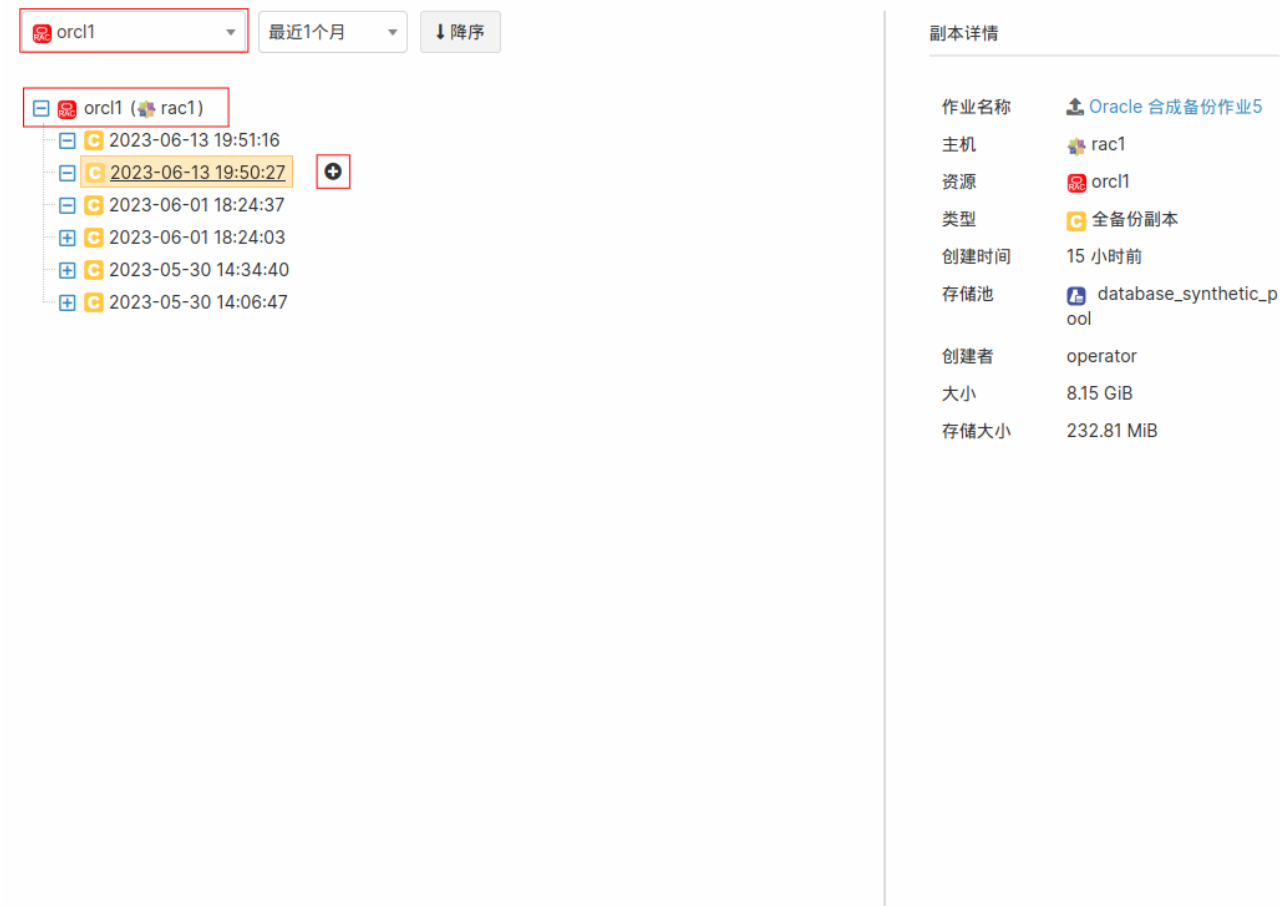 orcl1 最近1个月 降序
orcl1 (rac1)
2023-06-13 19:51:16
2023-06-13 19:50:27
2023-06-01 18:24:37
2023-06-01 18:24:03
2023-05-30 14:34:40
2023-05-30 14:06:47
副本详情
作业名称 Oracle 合成备份作业5
主机 rac1
资源 orcl1
类型 C 全备份副本
创建时间 15 小时前
存储池 database_synthetic_p
ool
创建者 operator
大小 8.15 GiB
存储大小 232.81 MiB